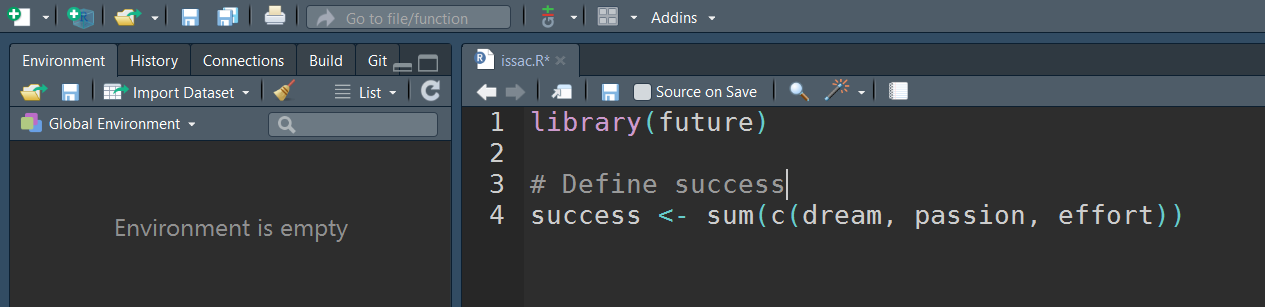 Go to file/function
Git
Addins
Environment History Connections Build Git
Import Dataset
List
Global Environment
Environment is empty
issac.R*
Source on Save
1 library(future)
2
3 # Define success
4 success <- sum(c(dream, passion, effort))